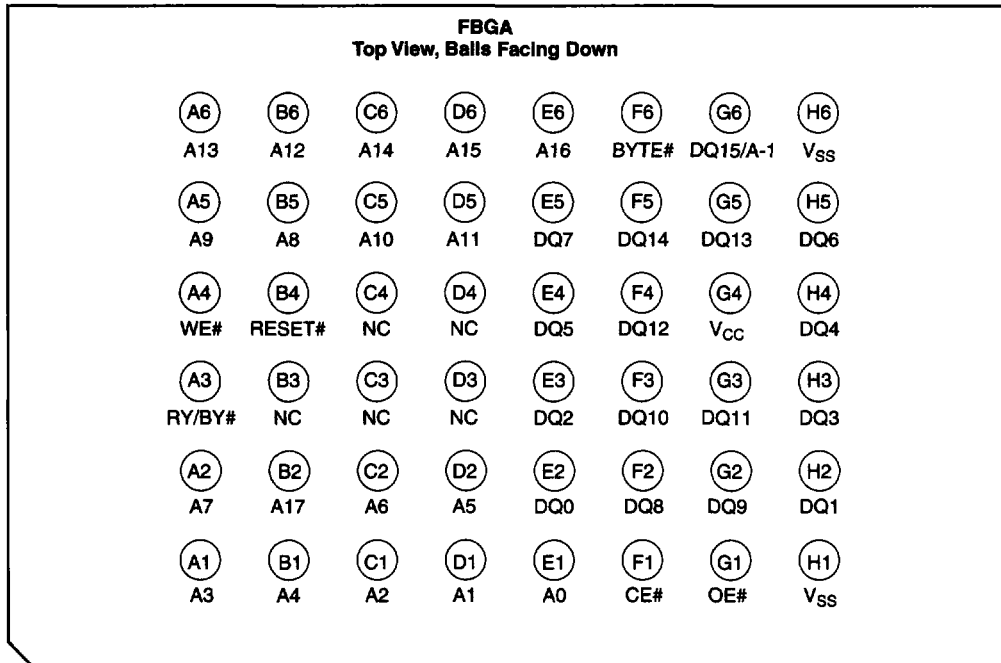 FBGA
Top View, Balls Facing Down
A6 B6 C6 D6 E6 F6 G6 H6
A13 A12 A14 A15 A16 BYTE# DQ15/A-1 VSS
A5 B5 C5 D5 E5 F5 G5 H5
A9 A8 A10 A11 DQ7 DQ14 DQ13 DQ6
A4 B4 C4 D4 E4 F4 G4 H4
WE# RESET# NC NC DQ5 DQ12 VCC DQ4
A3 B3 C3 D3 E3 F3 G3 H3
RY/BY# NC NC NC DQ2 DQ10 DQ11 DQ3
A2 B2 C2 D2 E2 F2 G2 H2
A7 A17 A6 A5 DQ0 DQ8 DQ9 DQ1
A1 B1 C1 D1 E1 F1 G1 H1
A3 A4 A2 A1 A0 CE# OE# VSS